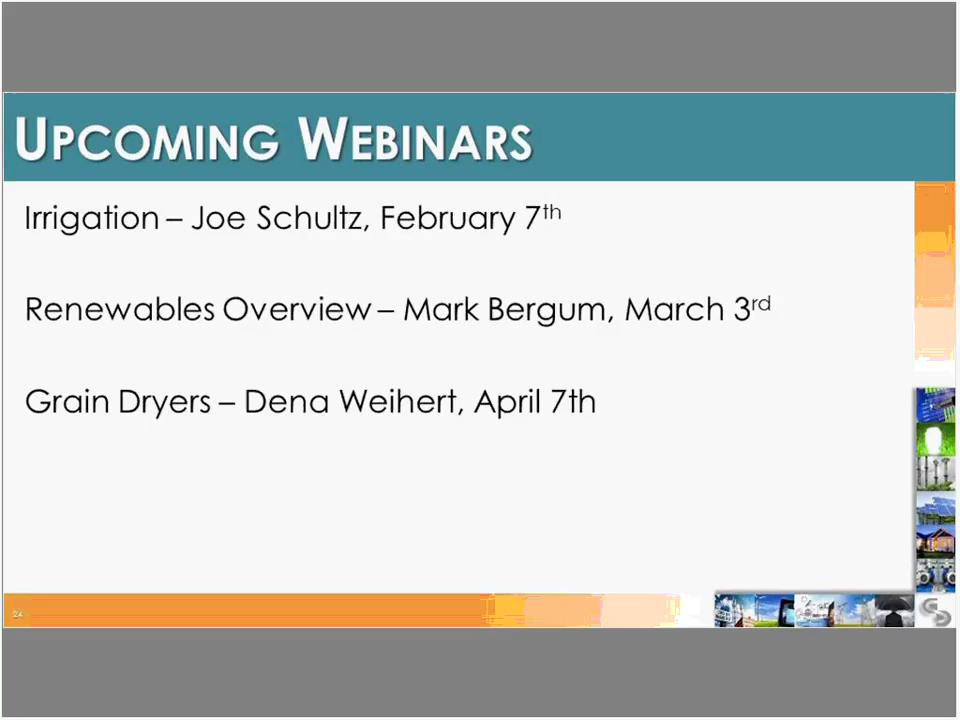 UPCOMING WEBINARS
Irrigation – Joe Schultz, February 7th
Renewables Overview – Mark Bergum, March 3rd
Grain Dryers – Dena Weihert, April 7th
24